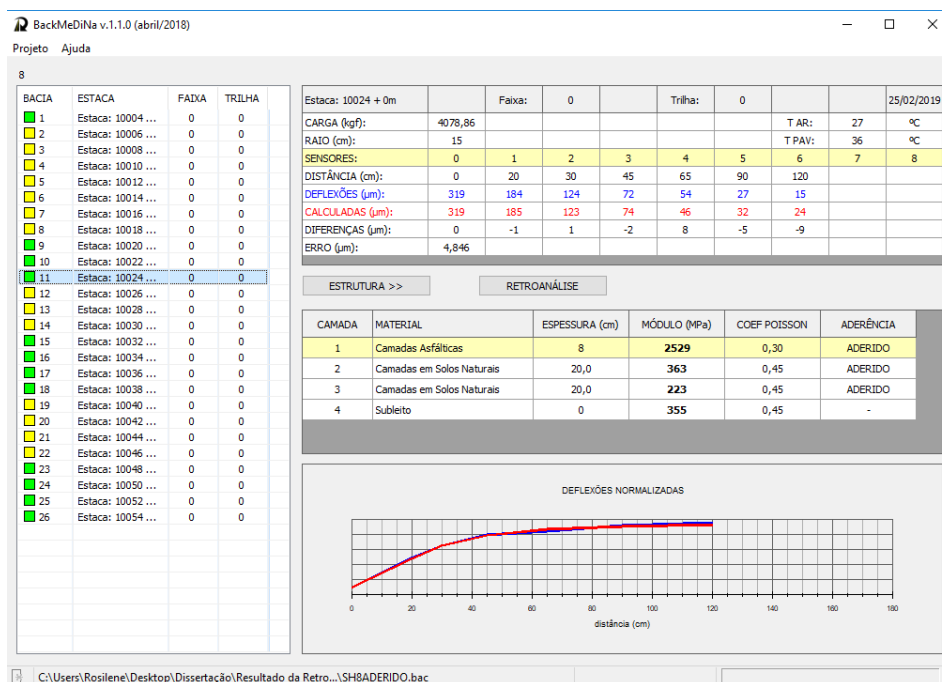 BackMeDiNa v.1.1.0 (abril/2018)
Projeto Ajuda
8
BACIA ESTACA FAIXA TRILHA
1 Estaca: 10004 ... 0 0
2 Estaca: 10006 ... 0 0
3 Estaca: 10008 ... 0 0
4 Estaca: 10010 ... 0 0
5 Estaca: 10012 ... 0 0
6 Estaca: 10014 ... 0 0
7 Estaca: 10016 ... 0 0
8 Estaca: 10018 ... 0 0
9 Estaca: 10020 ... 0 0
10 Estaca: 10022 ... 0 0
11 Estaca: 10024 ... 0 0
12 Estaca: 10026 ... 0 0
13 Estaca: 10028 ... 0 0
14 Estaca: 10030 ... 0 0
15 Estaca: 10032 ... 0 0
16 Estaca: 10034 ... 0 0
17 Estaca: 10036 ... 0 0
18 Estaca: 10038 ... 0 0
19 Estaca: 10040 ... 0 0
20 Estaca: 10042 ... 0 0
21 Estaca: 10044 ... 0 0
22 Estaca: 10046 ... 0 0
23 Estaca: 10048 ... 0 0
24 Estaca: 10050 ... 0 0
25 Estaca: 10052 ... 0 0
26 Estaca: 10054 ... 0 0
Estaca: 10024 + 0m Faixa: 0 Trilha: 0 25/02/2019
CARGA (kgf): 4078,86 T AR: 27 ºC
RAIO (cm): 15 T PAV: 36 ºC
SENSORES: 0 1 2 3 4 5 6 7 8
DISTÂNCIA (cm): 0 20 30 45 65 90 120
DEFLEXÕES (µm): 319 184 124 72 54 27 15
CALCULADAS (µm): 319 185 123 74 46 32 24
DIFERENÇAS (µm): 0 -1 1 -2 8 -5 -9
ERRO (µm): 4,846
ESTRUTURA >> RETROANÁLISE
CAMADA MATERIAL ESPESSURA (cm) MÓDULO (MPa) COEF POISSON ADERÊNCIA
1 Camadas Asfálticas 8 2529 0,30 ADERIDO
2 Camadas em Solos Naturais 20,0 363 0,45 ADERIDO
3 Camadas em Solos Naturais 20,0 223 0,45 ADERIDO
4 Subleito 0 355 0,45 -
DEFLEXÕES NORMALIZADAS
0 20 40 60 80 100 120 140 160 180
distância (cm)
C:\Users\Rosilene\Desktop\Dissertação\Resultado da Retro...\SH8ADERIDO.bac